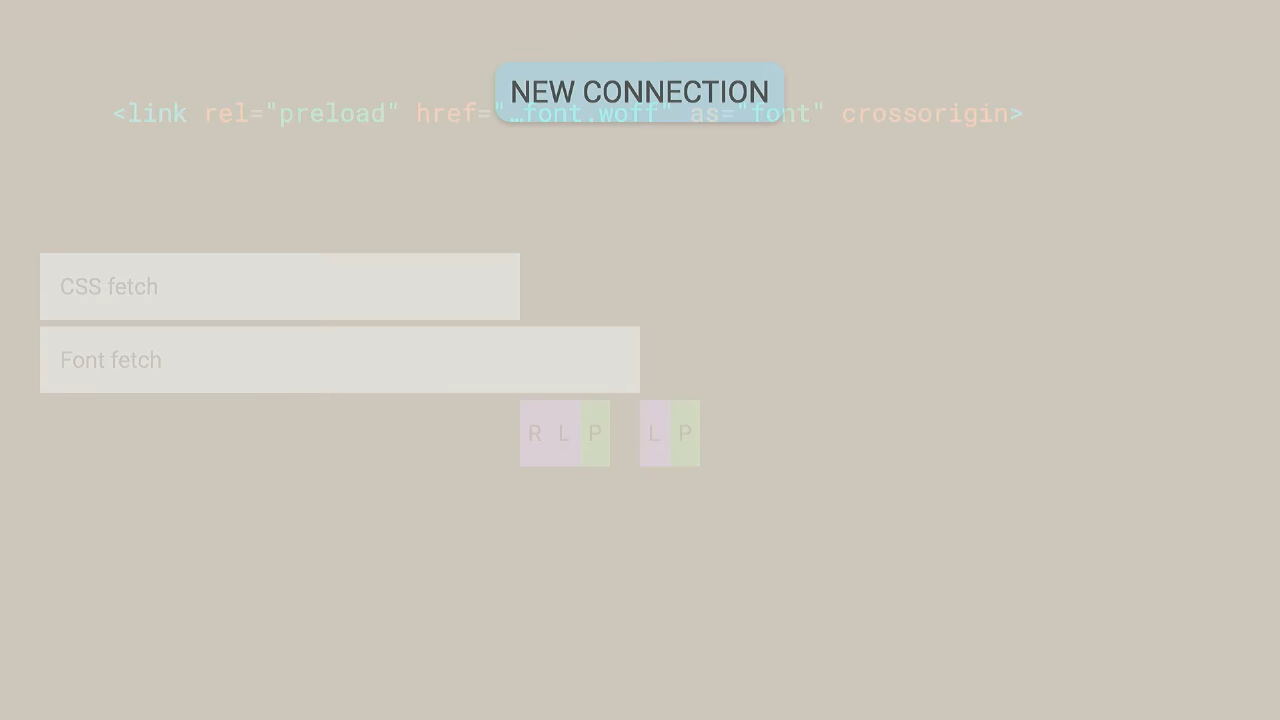 NEW CONNECTION
<link rel="preload" href="…font.woff" as="font" crossorigin>
CSS fetch
Font fetch
R L P L P